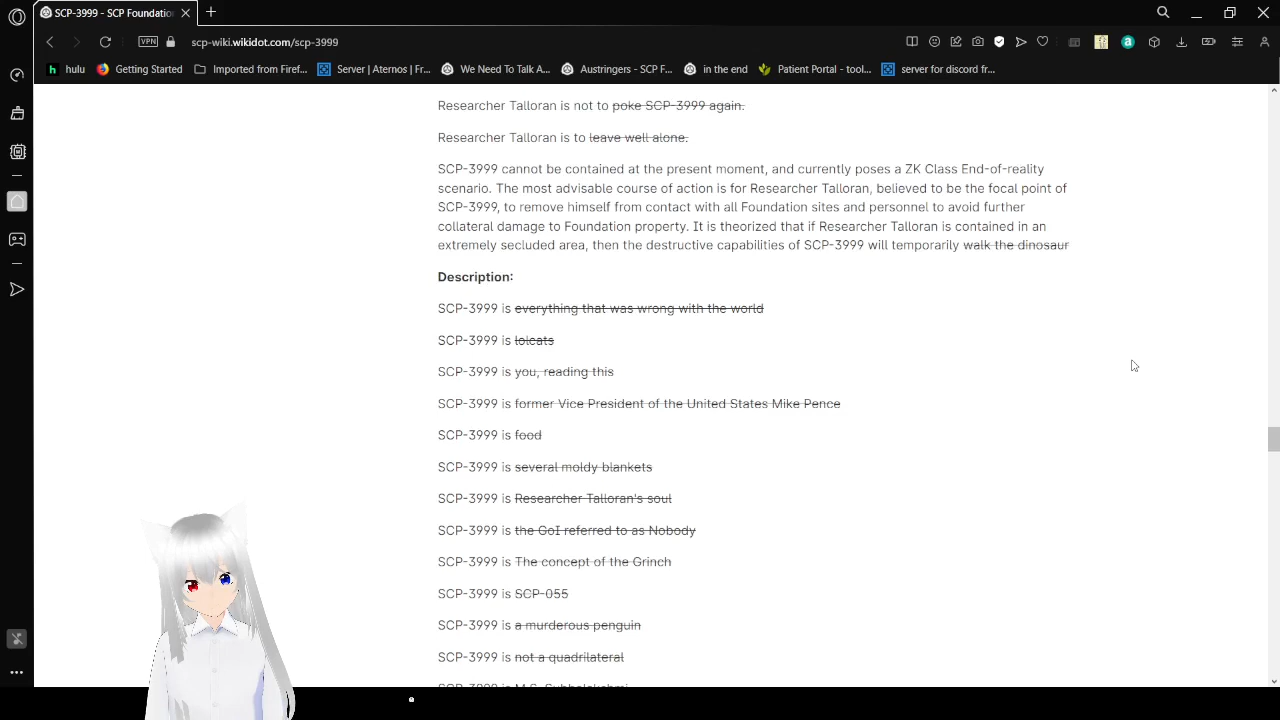 SCP-3999 - SCP Foundation
VPN scp-wiki.wikidot.com/scp-3999
h hulu Getting Started Imported from Firef... Server | Aternos | Fr... We Need To Talk A... Austringers - SCP F... in the end Patient Portal - tool... server for discord fr...
Researcher Talloran is not to poke SCP-3999 again.
Researcher Talloran is to leave well alone.
SCP-3999 cannot be contained at the present moment, and currently poses a ZK Class End-of-reality
scenario. The most advisable course of action is for Researcher Talloran, believed to be the focal point of
SCP-3999, to remove himself from contact with all Foundation sites and personnel to avoid further
collateral damage to Foundation property. It is theorized that if Researcher Talloran is contained in an
extremely secluded area, then the destructive capabilities of SCP-3999 will temporarily walk the dinosaur
Description:
SCP-3999 is everything that was wrong with the world
SCP-3999 is lolcats
SCP-3999 is you, reading this
SCP-3999 is former Vice President of the United States Mike Pence
SCP-3999 is food
SCP-3999 is several moldy blankets
SCP-3999 is Researcher Talloran's soul
SCP-3999 is the GoI referred to as Nobody
SCP-3999 is The concept of the Grinch
SCP-3999 is SCP-055
SCP-3999 is a murderous penguin
SCP-3999 is not a quadrilateral
SCP-3999 is M.S. Subbolakshmi